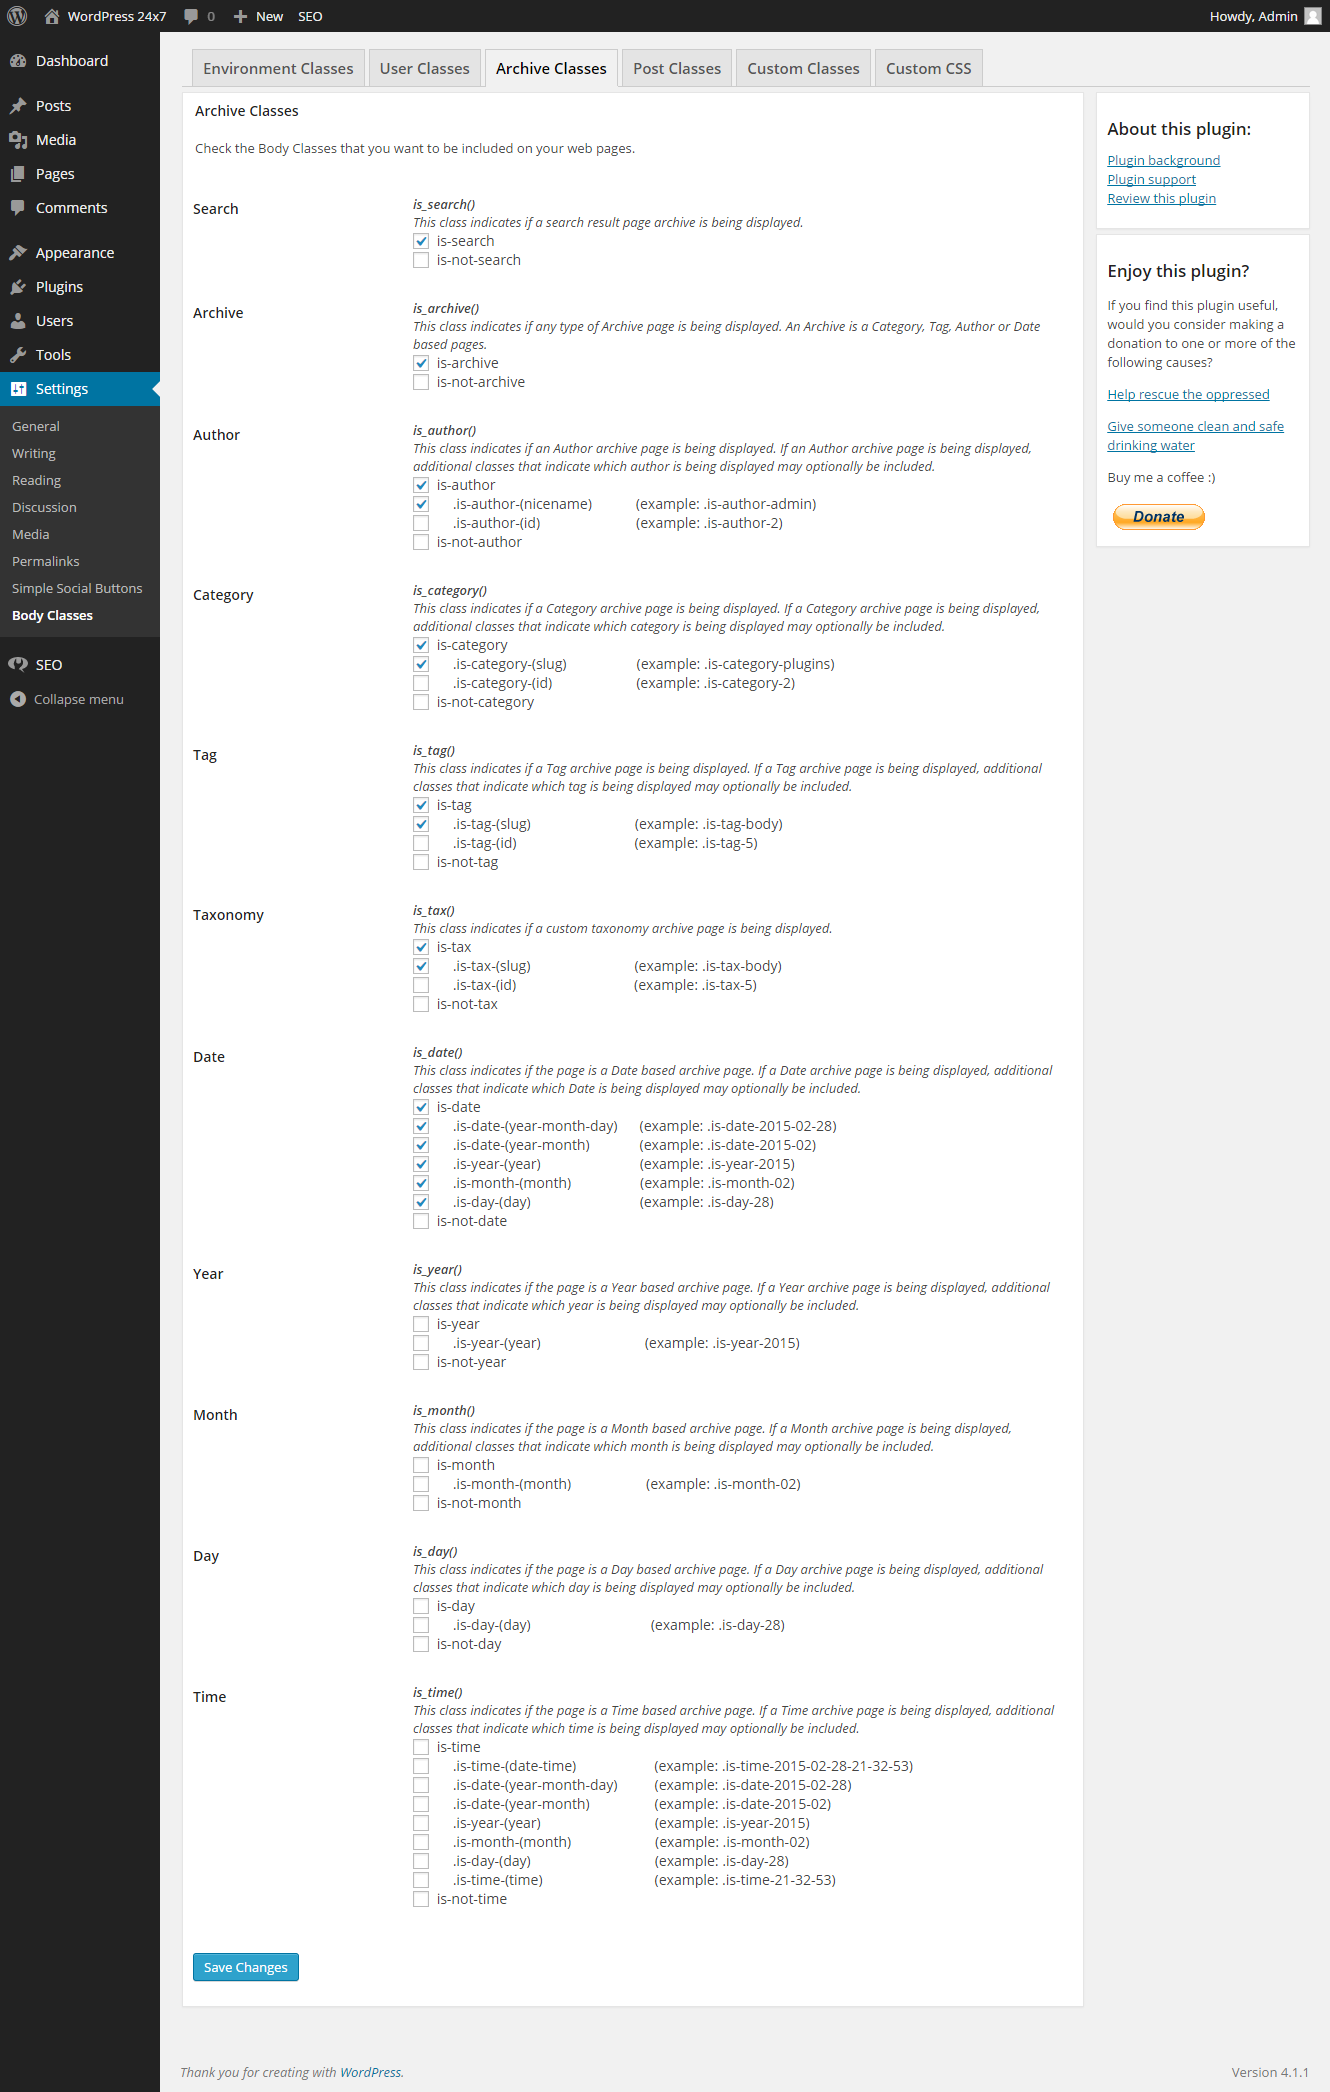 WordPress 24x7 0 New SEO Howdy, Admin
Dashboard
Posts
Media
Pages
Comments
Appearance
Plugins
Users
Tools
Settings
General
Writing
Reading
Discussion
Media
Permalinks
Simple Social Buttons
Body Classes
SEO
Collapse menu
Environment Classes User Classes Archive Classes Post Classes Custom Classes Custom CSS
Archive Classes
Check the Body Classes that you want to be included on your web pages.
Search
is_search()
This class indicates if a search result page archive is being displayed.
is-search
is-not-search
Archive
is_archive()
This class indicates if any type of Archive page is being displayed. An Archive is a Category, Tag, Author or Date
based pages.
is-archive
is-not-archive
Author
is_author()
This class indicates if an Author archive page is being displayed. If an Author archive page is being displayed,
additional classes that indicate which author is being displayed may optionally be included.
is-author
.is-author-(nicename) (example: .is-author-admin)
.is-author-(id) (example: .is-author-2)
is-not-author
Category
is_category()
This class indicates if a Category archive page is being displayed. If a Category archive page is being displayed,
additional classes that indicate which category is being displayed may optionally be included.
is-category
.is-category-(slug) (example: .is-category-plugins)
.is-category-(id) (example: .is-category-2)
is-not-category
Tag
is_tag()
This class indicates if a Tag archive page is being displayed. If a Tag archive page is being displayed, additional
classes that indicate which tag is being displayed may optionally be included.
is-tag
.is-tag-(slug) (example: .is-tag-body)
.is-tag-(id) (example: .is-tag-5)
is-not-tag
Taxonomy
is_tax()
This class indicates if a custom taxonomy archive page is being displayed.
is-tax
.is-tax-(slug) (example: .is-tax-body)
.is-tax-(id) (example: .is-tax-5)
is-not-tax
Date
is_date()
This class indicates if the page is a Date based archive page. If a Date archive page is being displayed, additional
classes that indicate which Date is being displayed may optionally be included.
is-date
.is-date-(year-month-day) (example: .is-date-2015-02-28)
.is-date-(year-month) (example: .is-date-2015-02)
.is-year-(year) (example: .is-year-2015)
.is-month-(month) (example: .is-month-02)
.is-day-(day) (example: .is-day-28)
is-not-date
Year
is_year()
This class indicates if the page is a Year based archive page. If a Year archive page is being displayed, additional
classes that indicate which year is being displayed may optionally be included.
is-year
.is-year-(year) (example: .is-year-2015)
is-not-year
Month
is_month()
This class indicates if the page is a Month based archive page. If a Month archive page is being displayed,
additional classes that indicate which month is being displayed may optionally be included.
is-month
.is-month-(month) (example: .is-month-02)
is-not-month
Day
is_day()
This class indicates if the page is a Day based archive page. If a Day archive page is being displayed, additional
classes that indicate which day is being displayed may optionally be included.
is-day
.is-day-(day) (example: .is-day-28)
is-not-day
Time
is_time()
This class indicates if the page is a Time based archive page. If a Time archive page is being displayed, additional
classes that indicate which time is being displayed may optionally be included.
is-time
.is-time-(date-time) (example: .is-time-2015-02-28-21-32-53)
.is-date-(year-month-day) (example: .is-date-2015-02-28)
.is-date-(year-month) (example: .is-date-2015-02)
.is-year-(year) (example: .is-year-2015)
.is-month-(month) (example: .is-month-02)
.is-day-(day) (example: .is-day-28)
.is-time-(time) (example: .is-time-21-32-53)
is-not-time
Save Changes
About this plugin:
Plugin background
Plugin support
Review this plugin
Enjoy this plugin?
If you find this plugin useful,
would you consider making a
donation to one or more of the
following causes?
Help rescue the oppressed
Give someone clean and safe
drinking water
Buy me a coffee :)
Donate
Thank you for creating with WordPress. Version 4.1.1